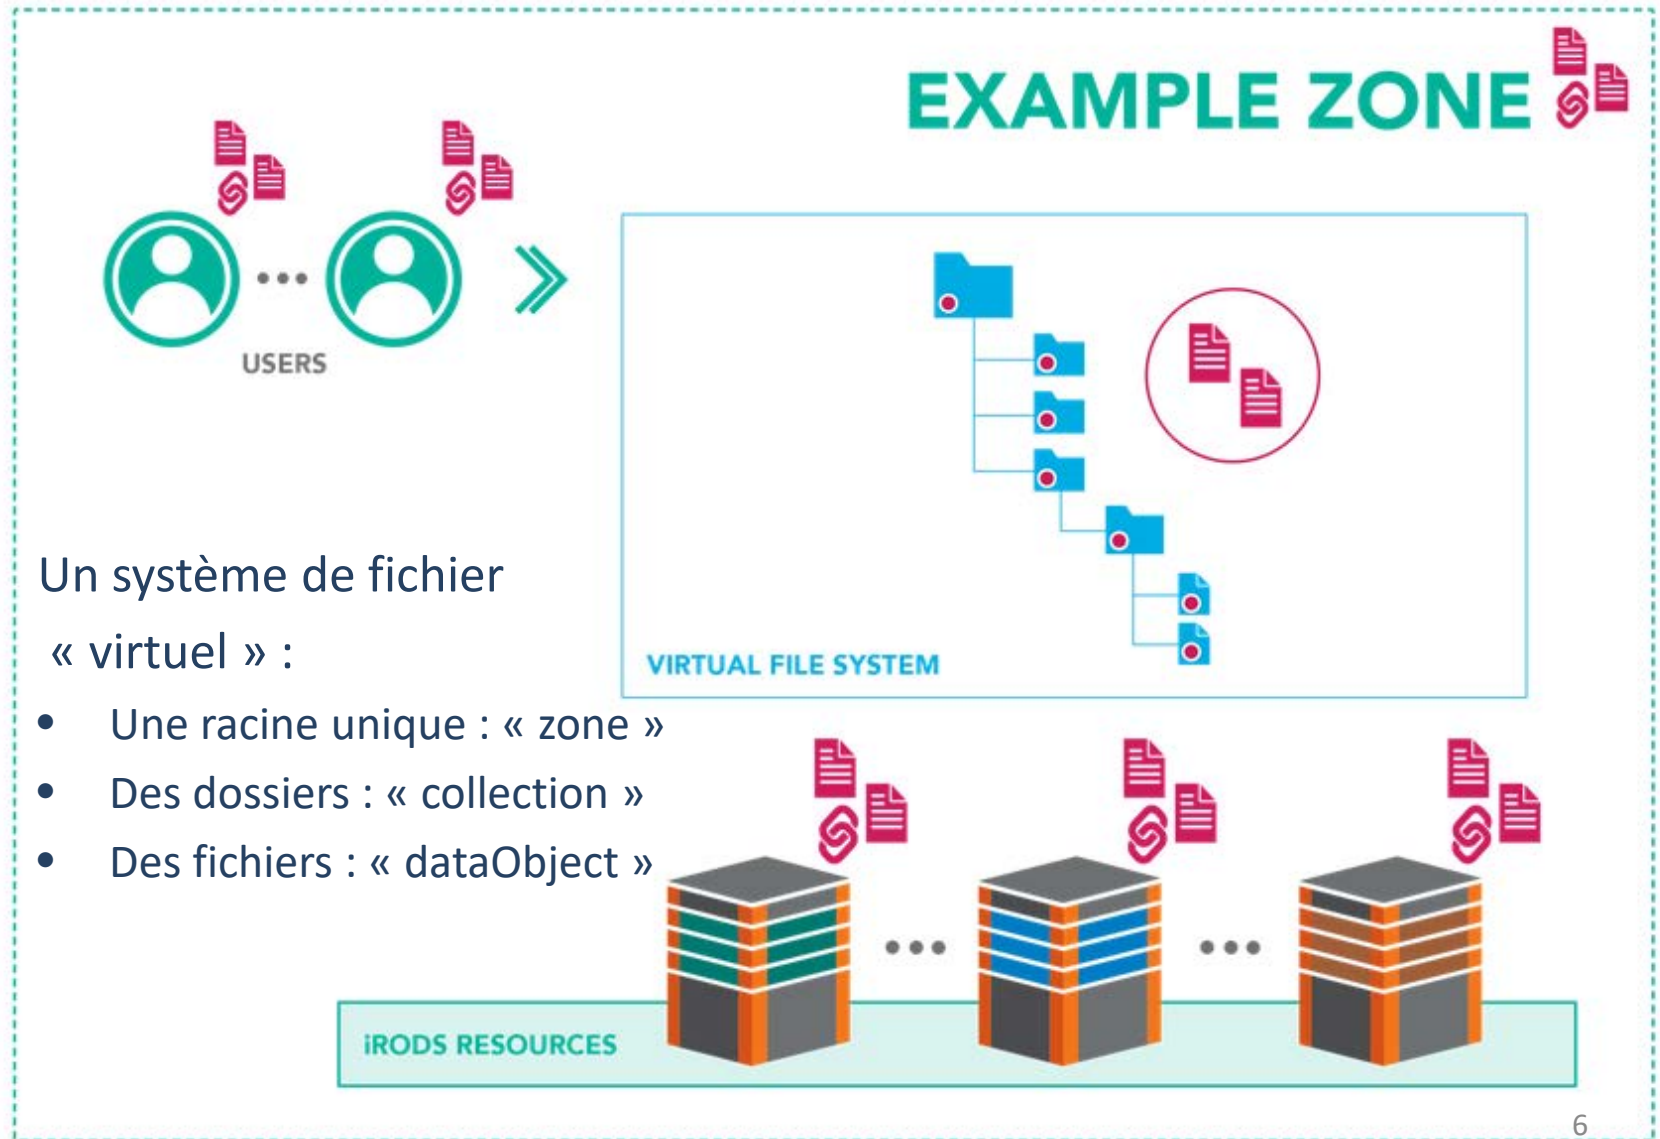 EXAMPLE ZONE
USERS
VIRTUAL FILE SYSTEM
Un système de fichier
« virtuel » :
• Une racine unique : « zone »
• Des dossiers : « collection »
• Des fichiers : « dataObject »
iRODS RESOURCES
6